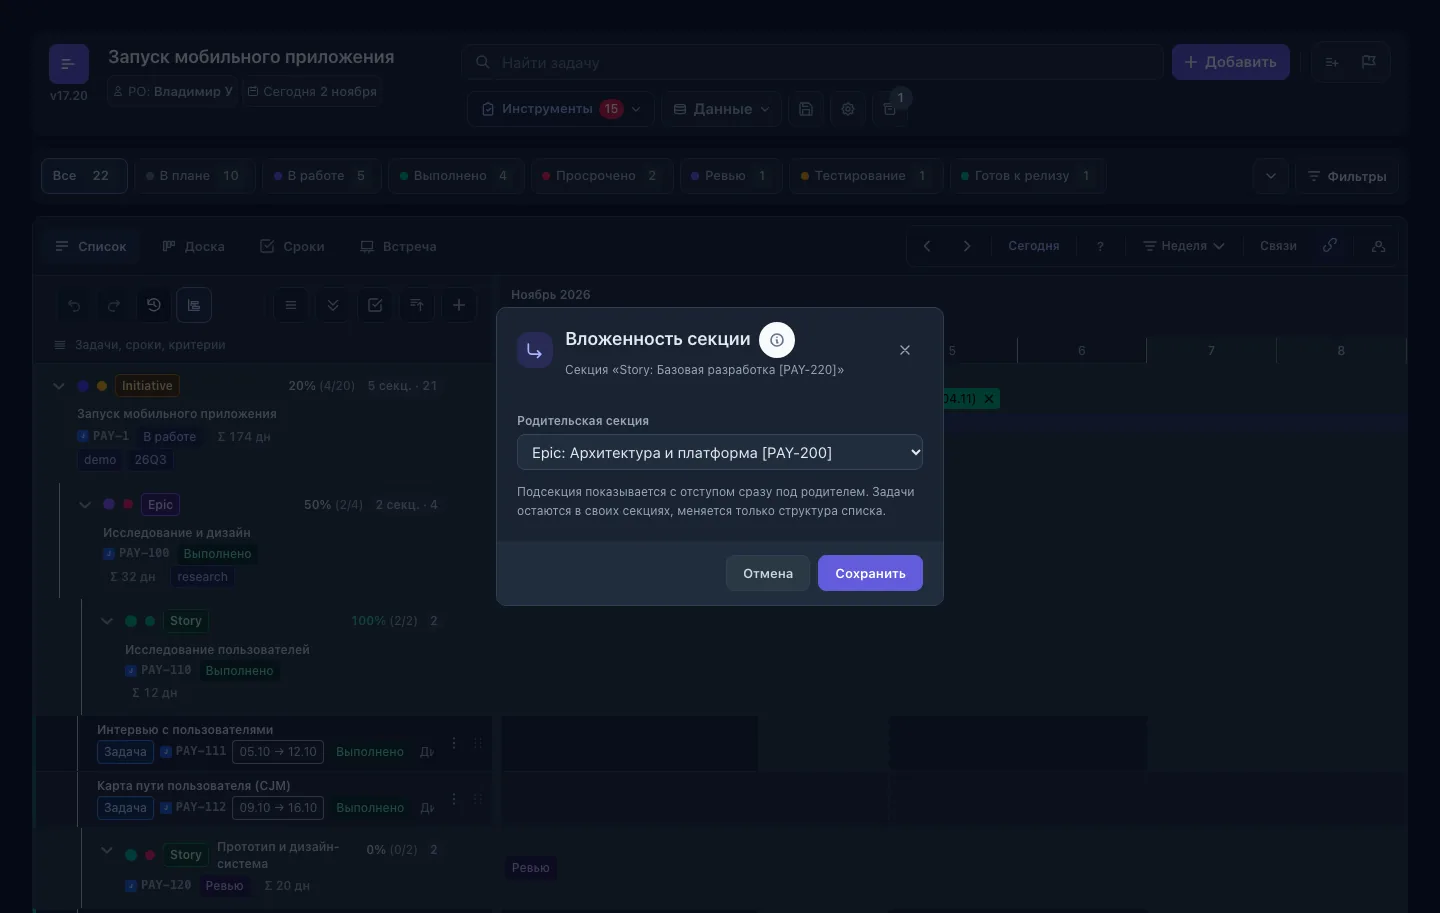 Запуск мобильного приложения
v17.20
PO: Владимир У
Сегодня 2 ноября
Найти задачу
Добавить
Инструменты 15
Данные
1
Все 22
В плане 10
В работе 5
Выполнено 4
Просрочено 2
Ревью 1
Тестирование 1
Готов к релизу 1
Фильтры
Список
Доска
Сроки
Встреча
Сегодня
?
Неделя
Связи
Ноябрь 2026
Задачи, сроки, критерии
5
6
7
8
04.11)
Вложенность секции
Секция «Story: Базовая разработка [PAY-220]»
Родительская секция
Epic: Архитектура и платформа [PAY-200]
Подсекция показывается с отступом сразу под родителем. Задачи
остаются в своих секциях, меняется только структура списка.
Отмена
Сохранить
Initiative 20% (4/20) 5 секц. · 21
Запуск мобильного приложения
PAY-1 В работе Σ 174 дн
demo 26Q3
Epic 50% (2/4) 2 секц. · 4
Исследование и дизайн
PAY-100 Выполнено
Σ 32 дн research
Story 100% (2/2) 2
Исследование пользователей
PAY-110 Выполнено
Σ 12 дн
Интервью с пользователями
Задача PAY-111 05.10 → 12.10 Выполнено
Карта пути пользователя (CJM)
Задача PAY-112 09.10 → 16.10 Выполнено
Story Прототип и дизайн-
система
0% (0/2) 2
PAY-120 Ревью Σ 20 дн
Ревью